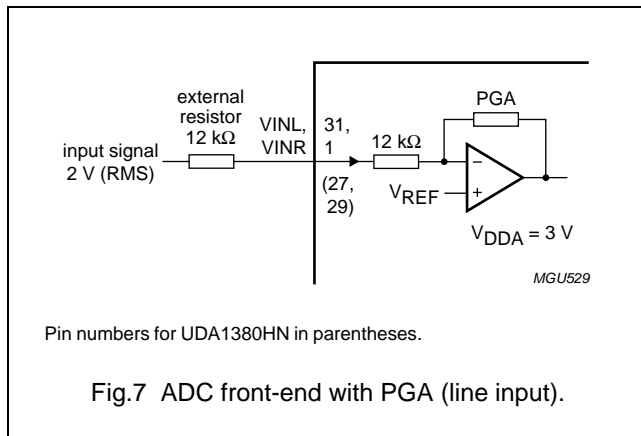 external
resistor
12 kΩ
input signal
2 V (RMS)
VINL,
VINR
31,
1
(27,
29)
12 kΩ
PGA
−
+
VREF
VDDA = 3 V
MGU529
Pin numbers for UDA1380HN in parentheses.
Fig.7 ADC front-end with PGA (line input).